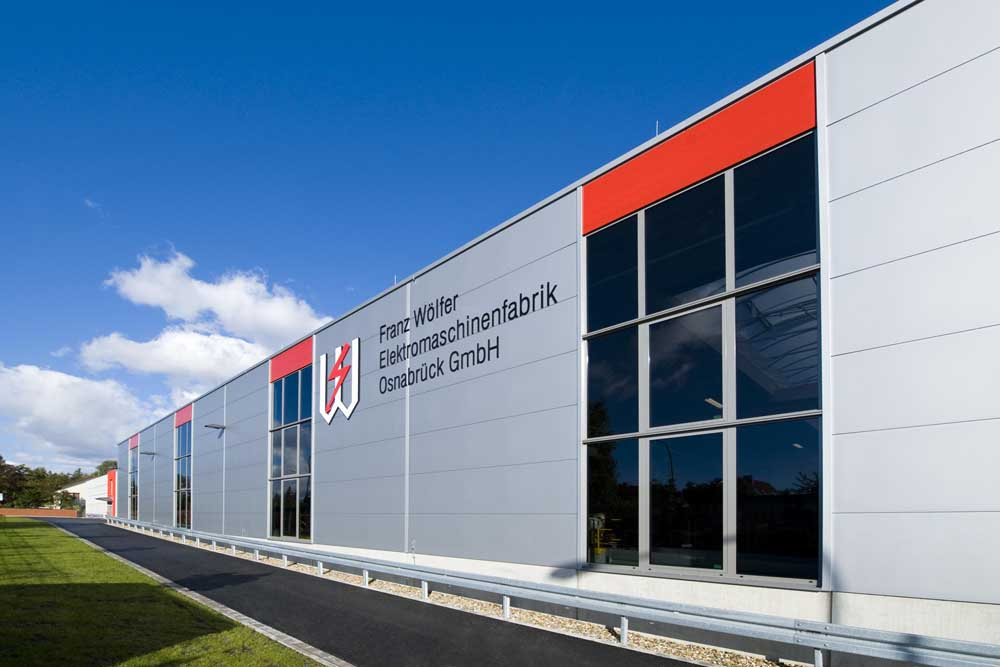 Franz Wölfer
Elektromaschinenfabrik
Osnabrück GmbH
W